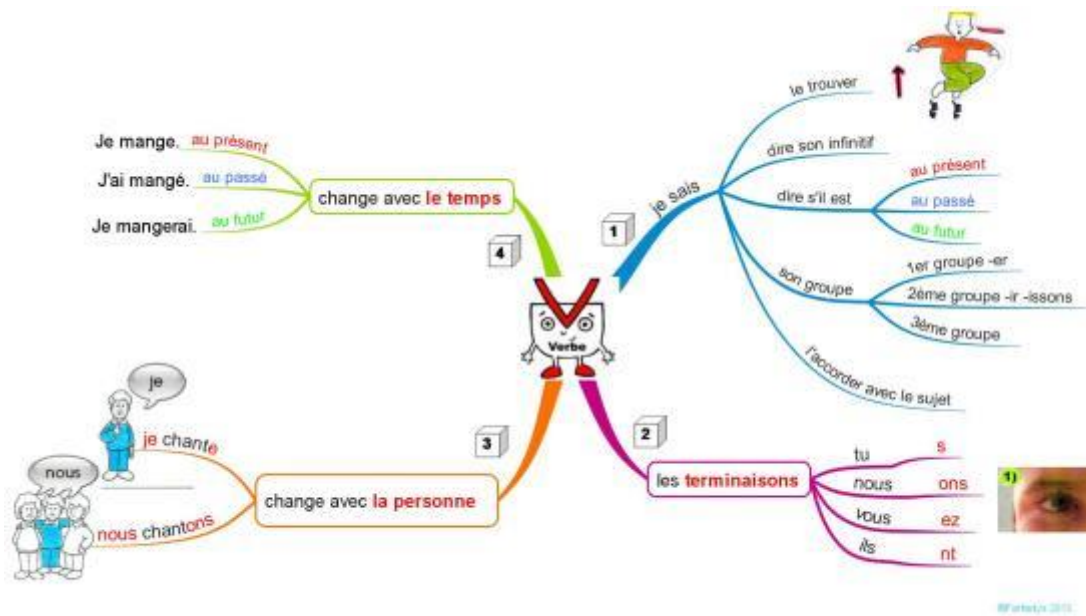 Verbe
1
je sais
le trouver
dire son infinitif
dire s'il est
au présent
au passé
au futur
son groupe
1er groupe -er
2ème groupe -ir -issons
3ème groupe
l'accorder avec le sujet
2
les terminaisons
tu s
nous ons
vous ez
ils nt
1)
3
change avec la personne
je
je chante
nous
nous chantons
4
change avec le temps
Je mange. au présent
J'ai mangé. au passé
Je mangerai. au futur